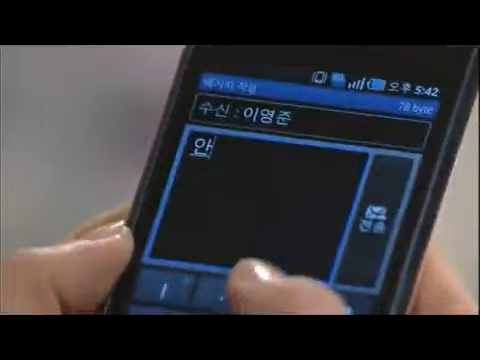 오후 5:42
메시지 작성
78 byte
수신 : 이영준
안
전송